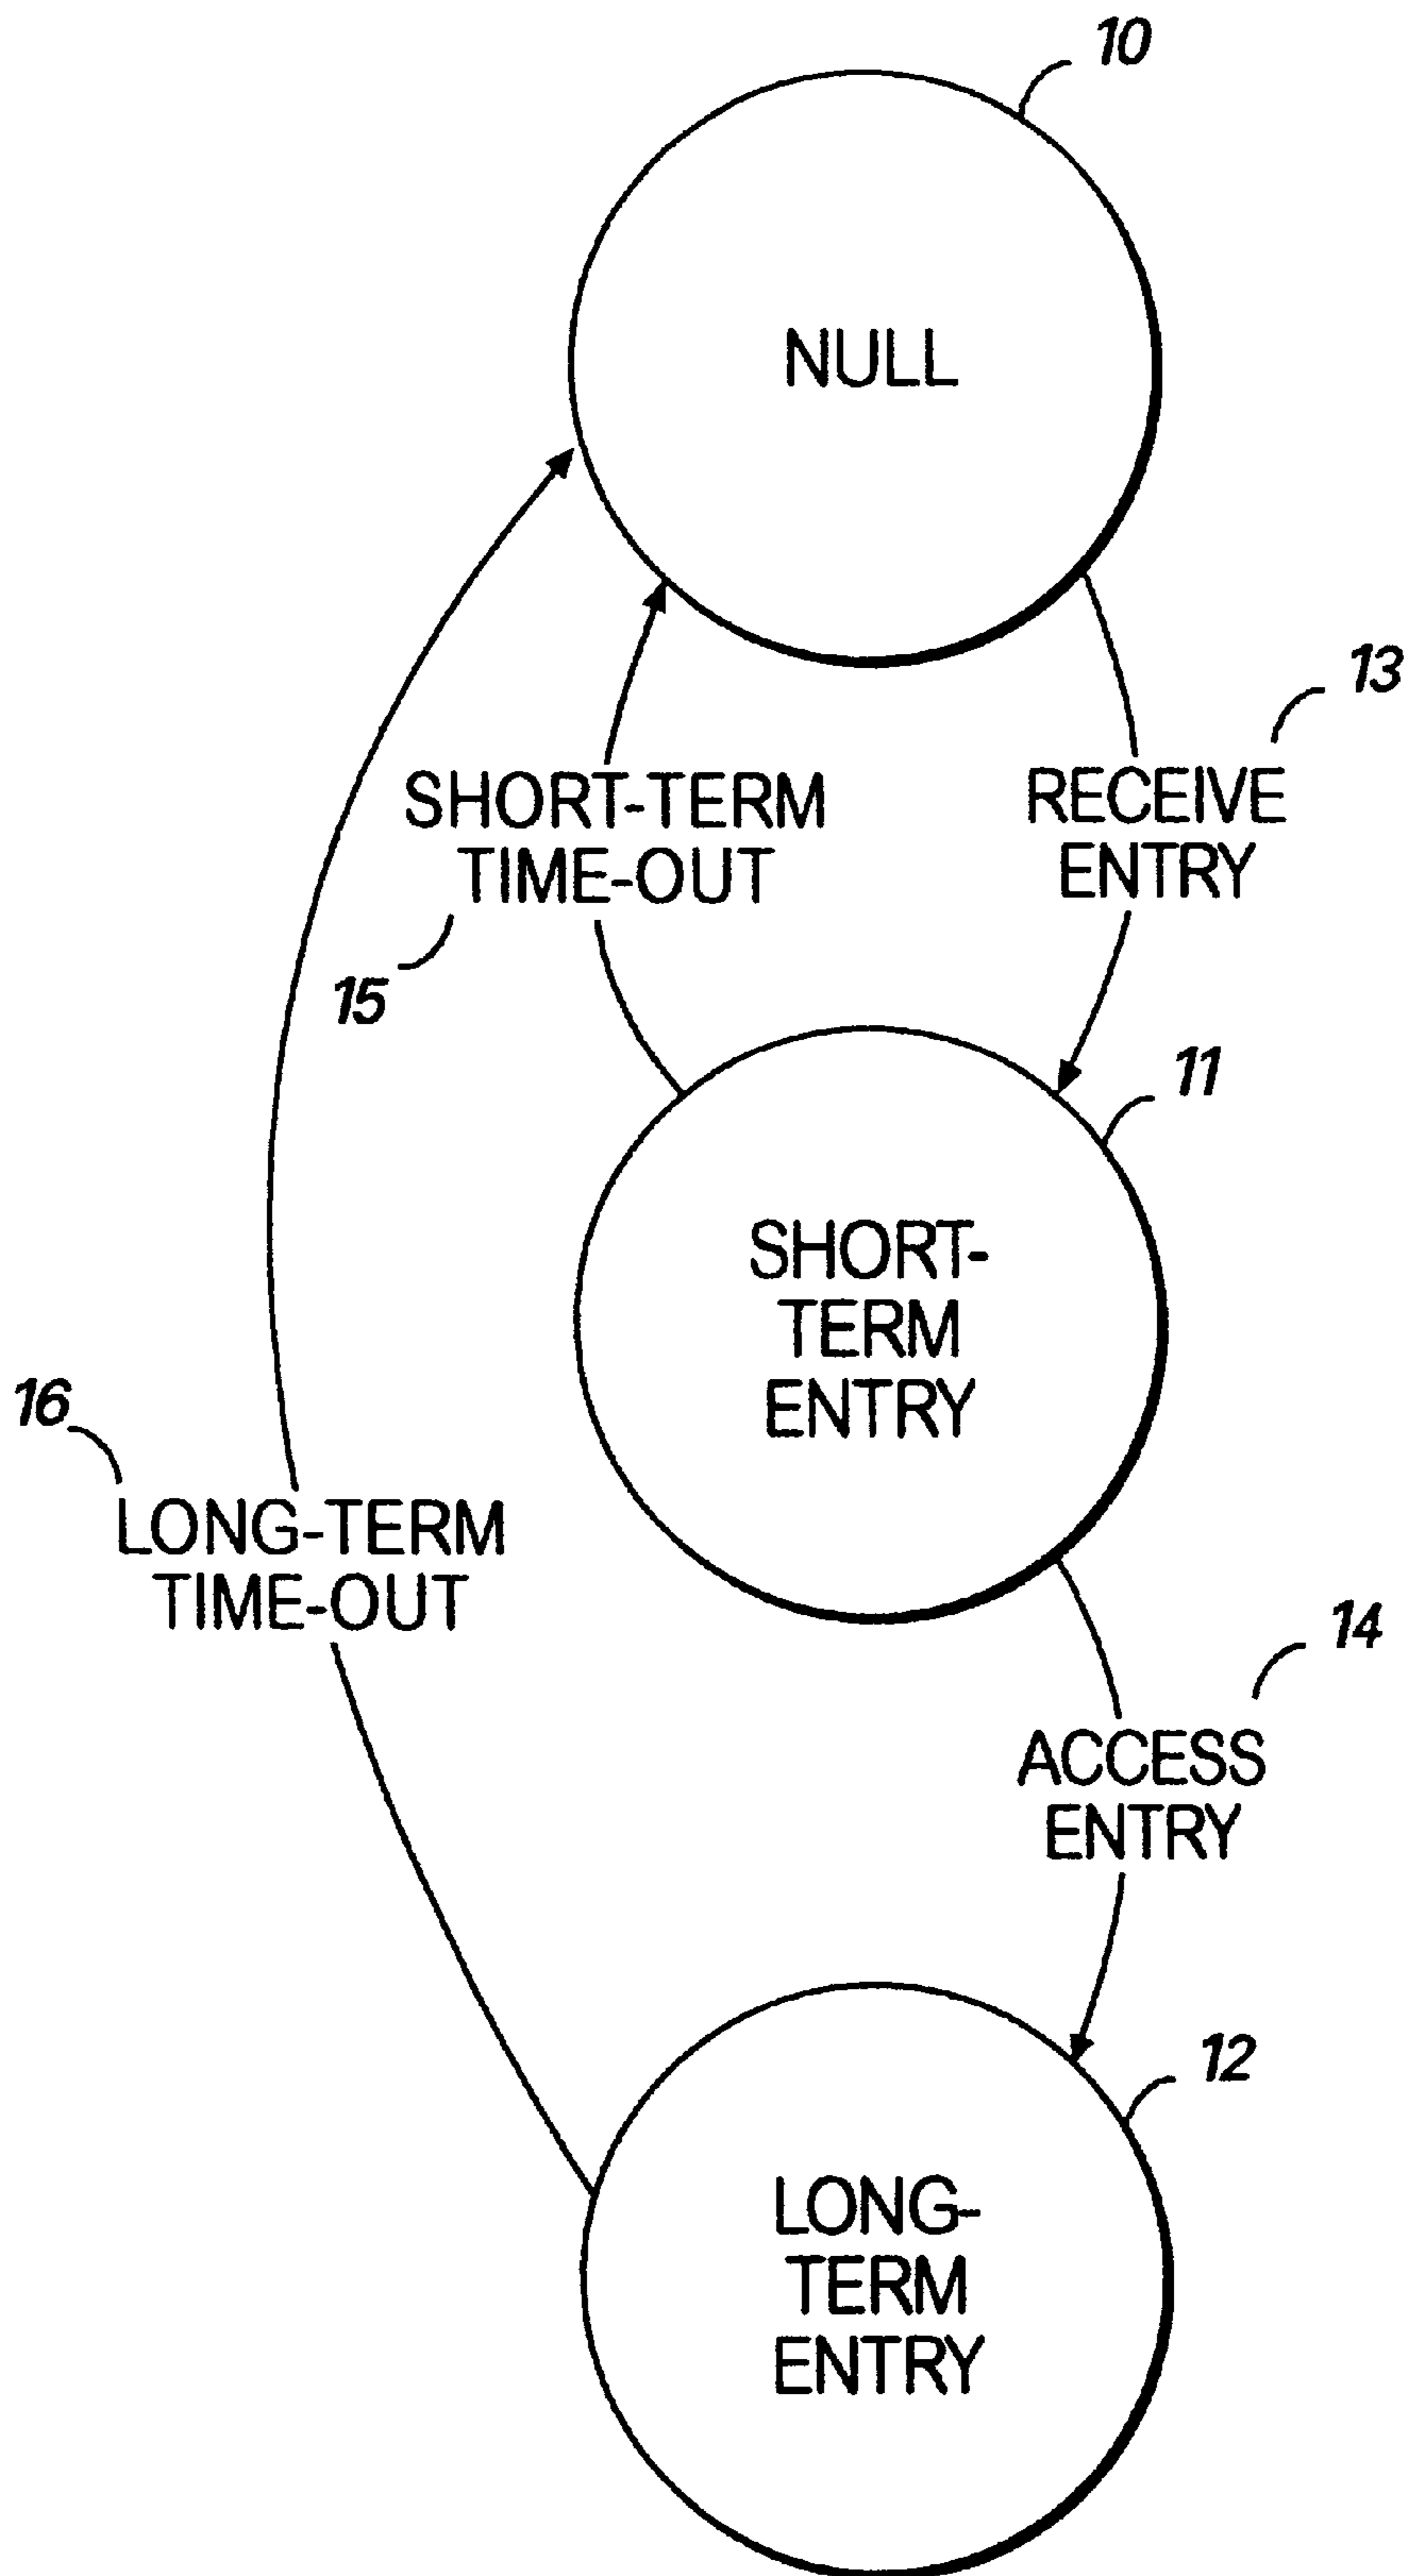 10
NULL
13
RECEIVE
ENTRY
SHORT-TERM
TIME-OUT
15
11
SHORT-
TERM
ENTRY
16
LONG-TERM
TIME-OUT
14
ACCESS
ENTRY
12
LONG-
TERM
ENTRY